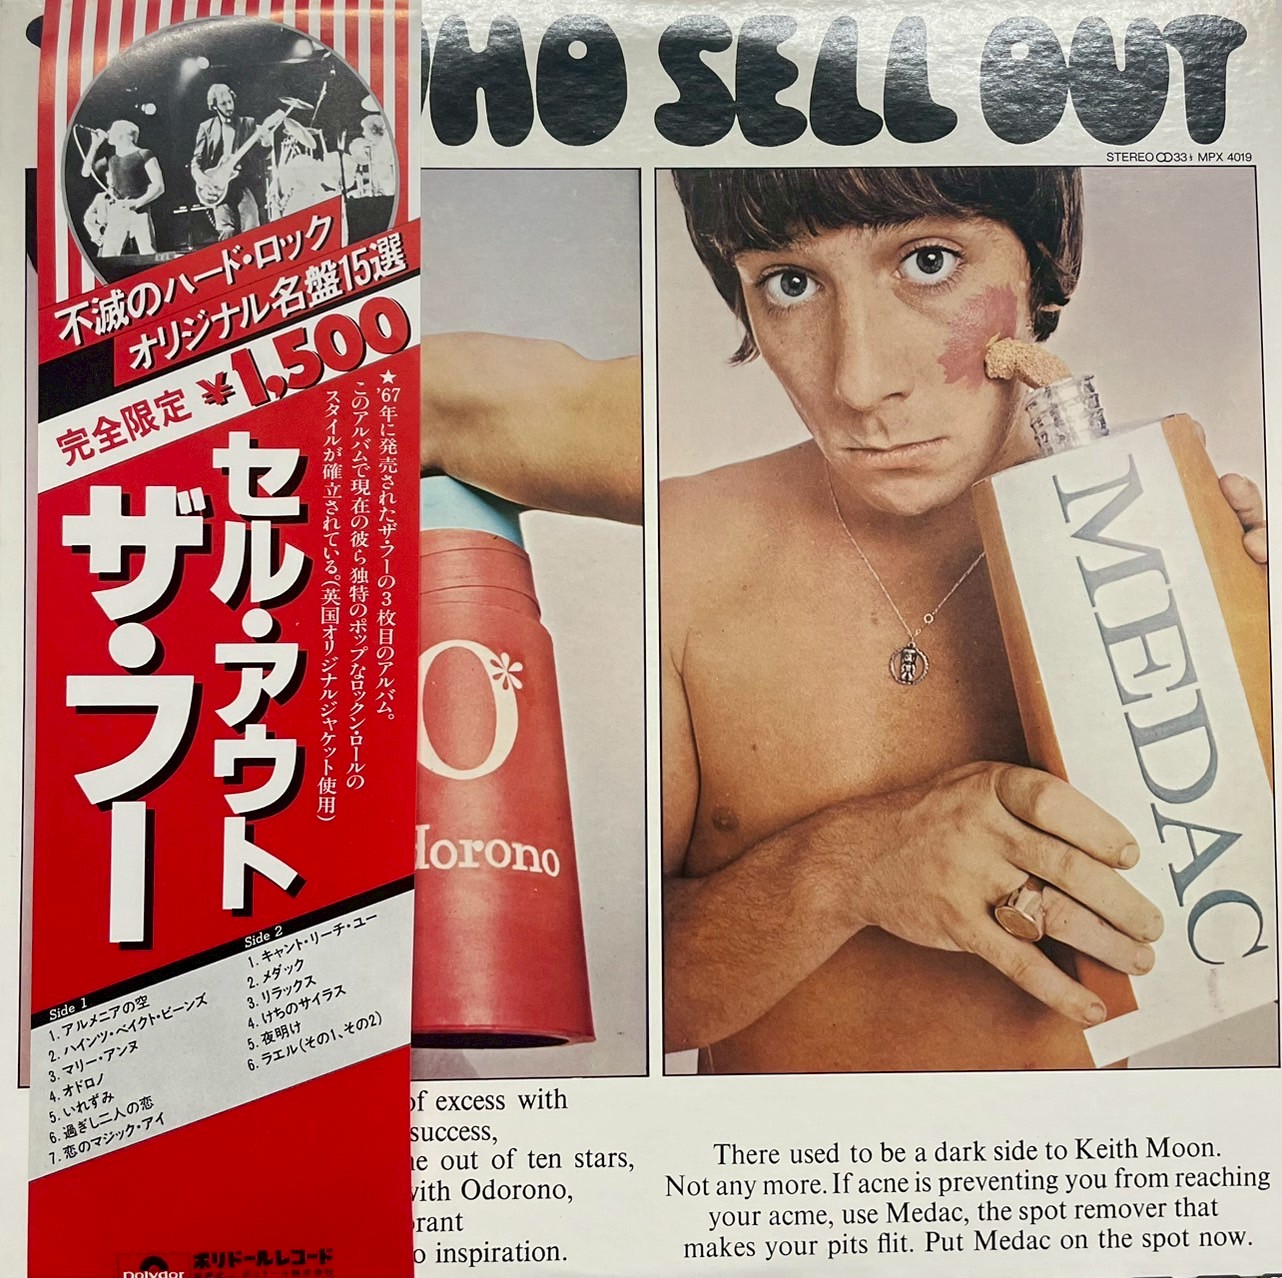 WHO SELL OUT
STEREO 33⅓ MPX 4019
不滅のハード・ロック
オリジナル名盤15選
完全限定 ¥1,500
★'67年に発売されたザ・フーの3枚目のアルバム。
このアルバムで現在の彼ら独特のポップなロックン・ロールの
スタイルが確立されている。(英国オリジナルジャケット使用)
セル・アウト
ザ・フー
Side 1
1. アルメニアの空
2. ハインツ・ベイクト・ビーンズ
3. マリー・アンヌ
4. オドロノ
5. いれずみ
6. 過ぎし二人の恋
7. 恋のマジック・アイ
Side 2
1. キャント・リーチ・ユー
2. メダック
3. リラックス
4. けちのサイラス
5. 夜明け
6. ラエル(その1、その2)
polydor
ポリドールレコード
O*
dorono
MEDAC
of excess with
success,
out of ten stars,
with Odorono,
inspiration.
There used to be a dark side to Keith Moon.
Not any more. If acne is preventing you from reaching
your acme, use Medac, the spot remover that
makes your pits flit. Put Medac on the spot now.